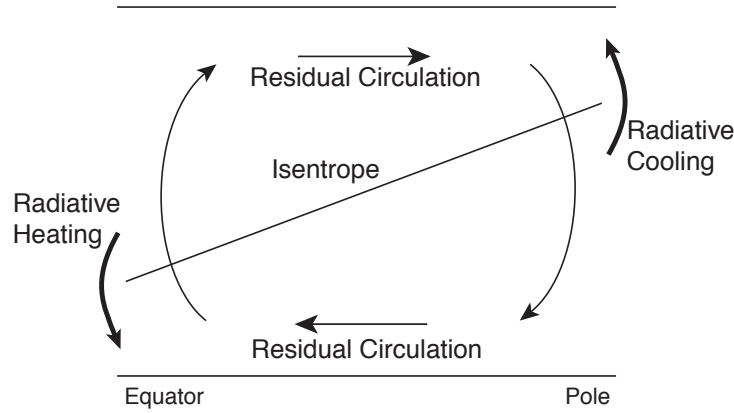 Residual Circulation
Radiative
Cooling
Isentrope
Radiative
Heating
Residual Circulation
Equator
Pole